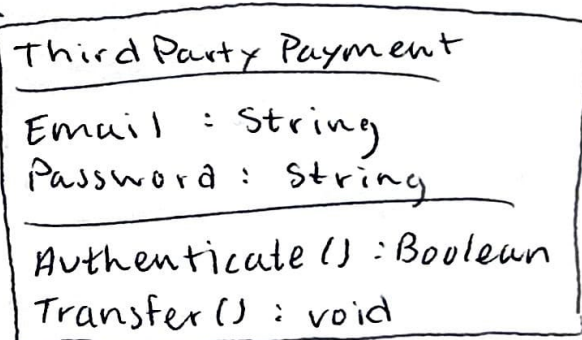 Third Party Payment
Email : String
Password : String
Authenticate () : Boolean
Transfer () : void